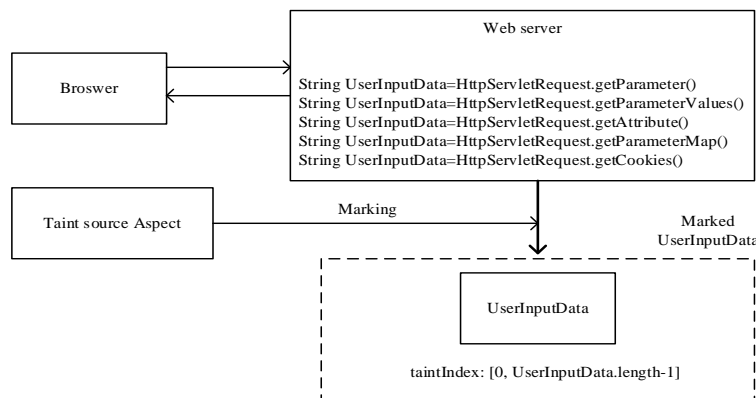 Web server
Broswer
String UserInputData=HttpServletRequest.getParameter()
String UserInputData=HttpServletRequest.getParameterValues()
String UserInputData=HttpServletRequest.getAttribute()
String UserInputData=HttpServletRequest.getParameterMap()
String UserInputData=HttpServletRequest.getCookies()
Taint source Aspect
Marking
Marked
UserInputData
UserInputData
taintIndex: [0, UserInputData.length-1]